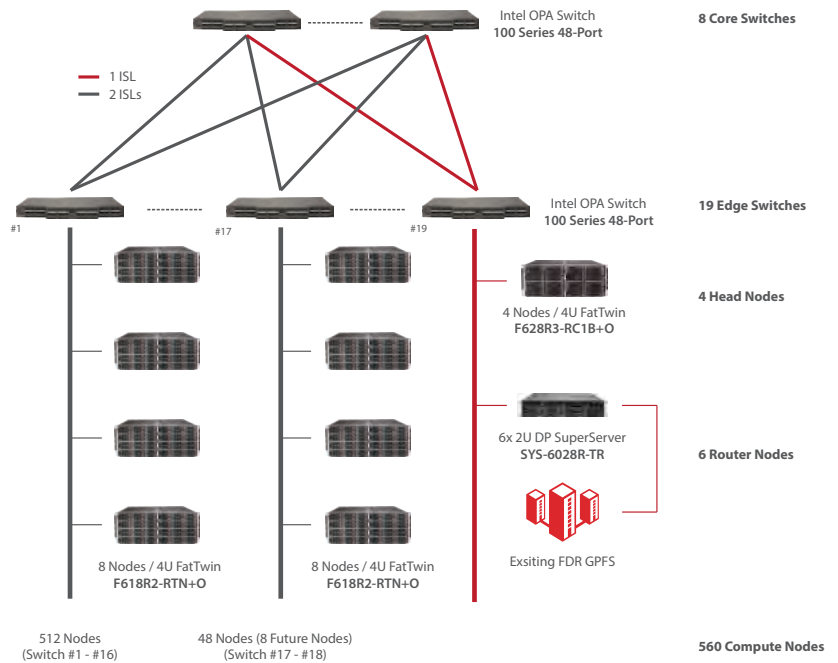 Intel OPA Switch
100 Series 48-Port
8 Core Switches
1 ISL
2 ISLs
Intel OPA Switch
100 Series 48-Port
19 Edge Switches
#1
#17
#19
4 Nodes / 4U FatTwin
F628R3-RC1B+O
4 Head Nodes
6x 2U DP SuperServer
SYS-6028R-TR
6 Router Nodes
Exsiting FDR GPFS
8 Nodes / 4U FatTwin
F618R2-RTN+O
8 Nodes / 4U FatTwin
F618R2-RTN+O
512 Nodes
(Switch #1 - #16)
48 Nodes (8 Future Nodes)
(Switch #17 - #18)
560 Compute Nodes